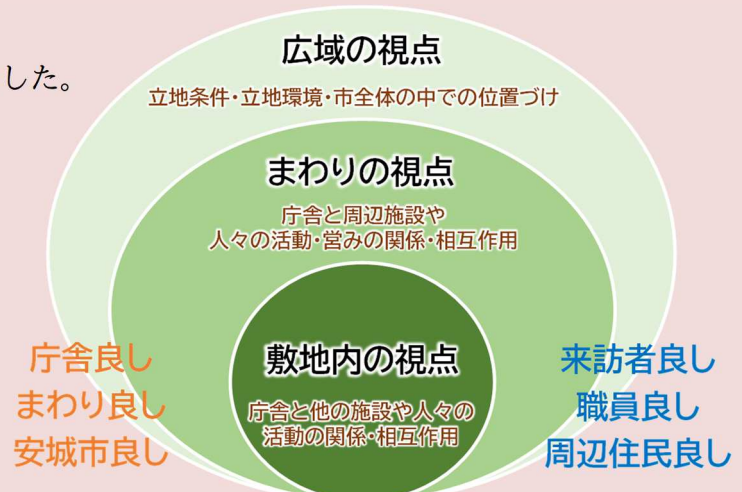 した。
広域の視点
立地条件・立地環境・市全体の中での位置づけ
まわりの視点
庁舎と周辺施設や
人々の活動・営みの関係・相互作用
敷地内の視点
庁舎と他の施設や人々の
活動の関係・相互作用
庁舎良し
まわり良し
安城市良し
来訪者良し
職員良し
周辺住民良し